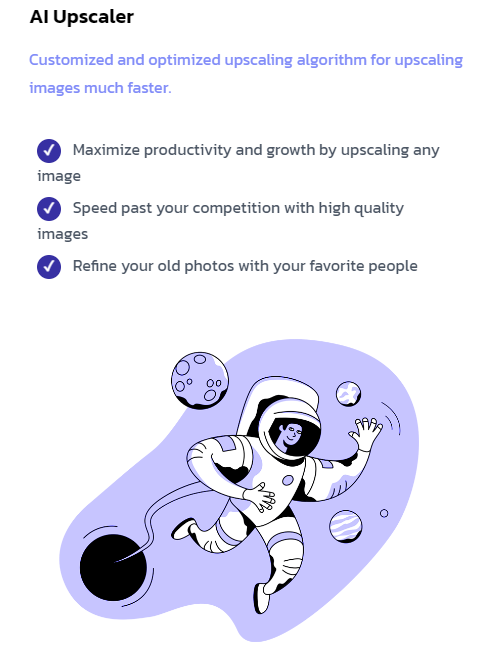 AI Upscaler
Customized and optimized upscaling algorithm for upscaling
images much faster.
Maximize productivity and growth by upscaling any
image
Speed past your competition with high quality
images
Refine your old photos with your favorite people